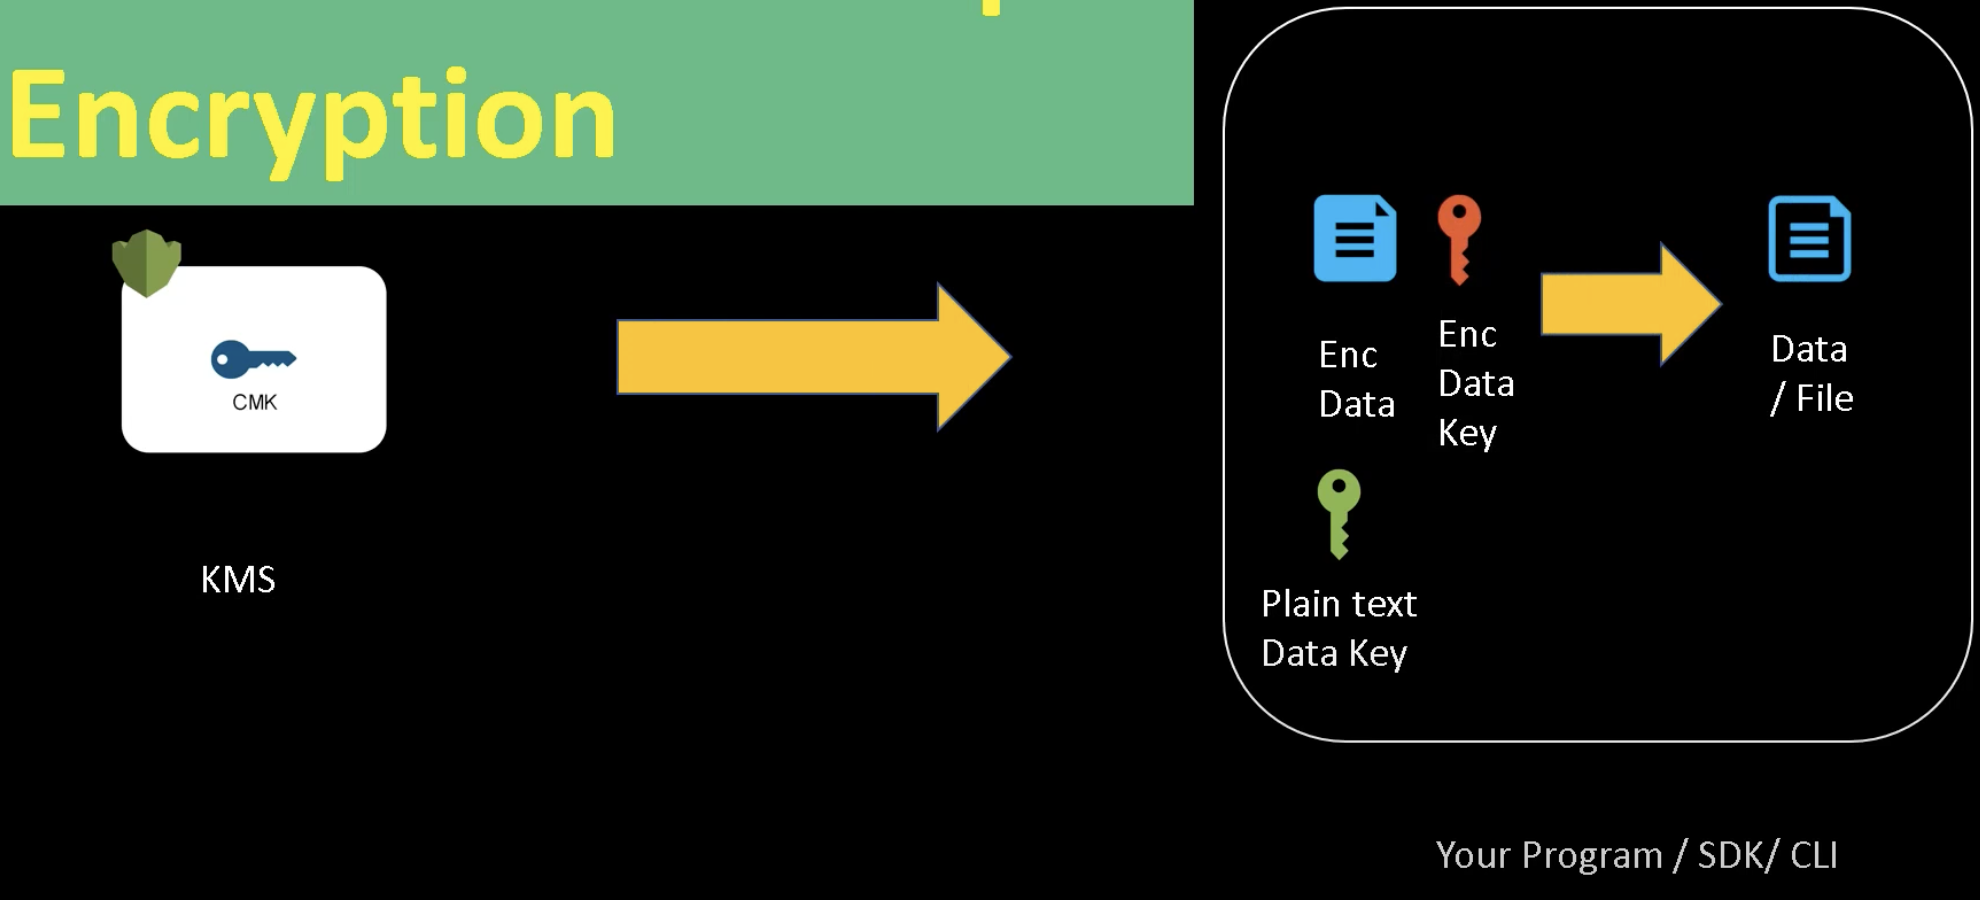 Encryption
CMK
KMS
Enc
Data
Enc
Data
Key
Data
/ File
Plain text
Data Key
Your Program / SDK/ CLI